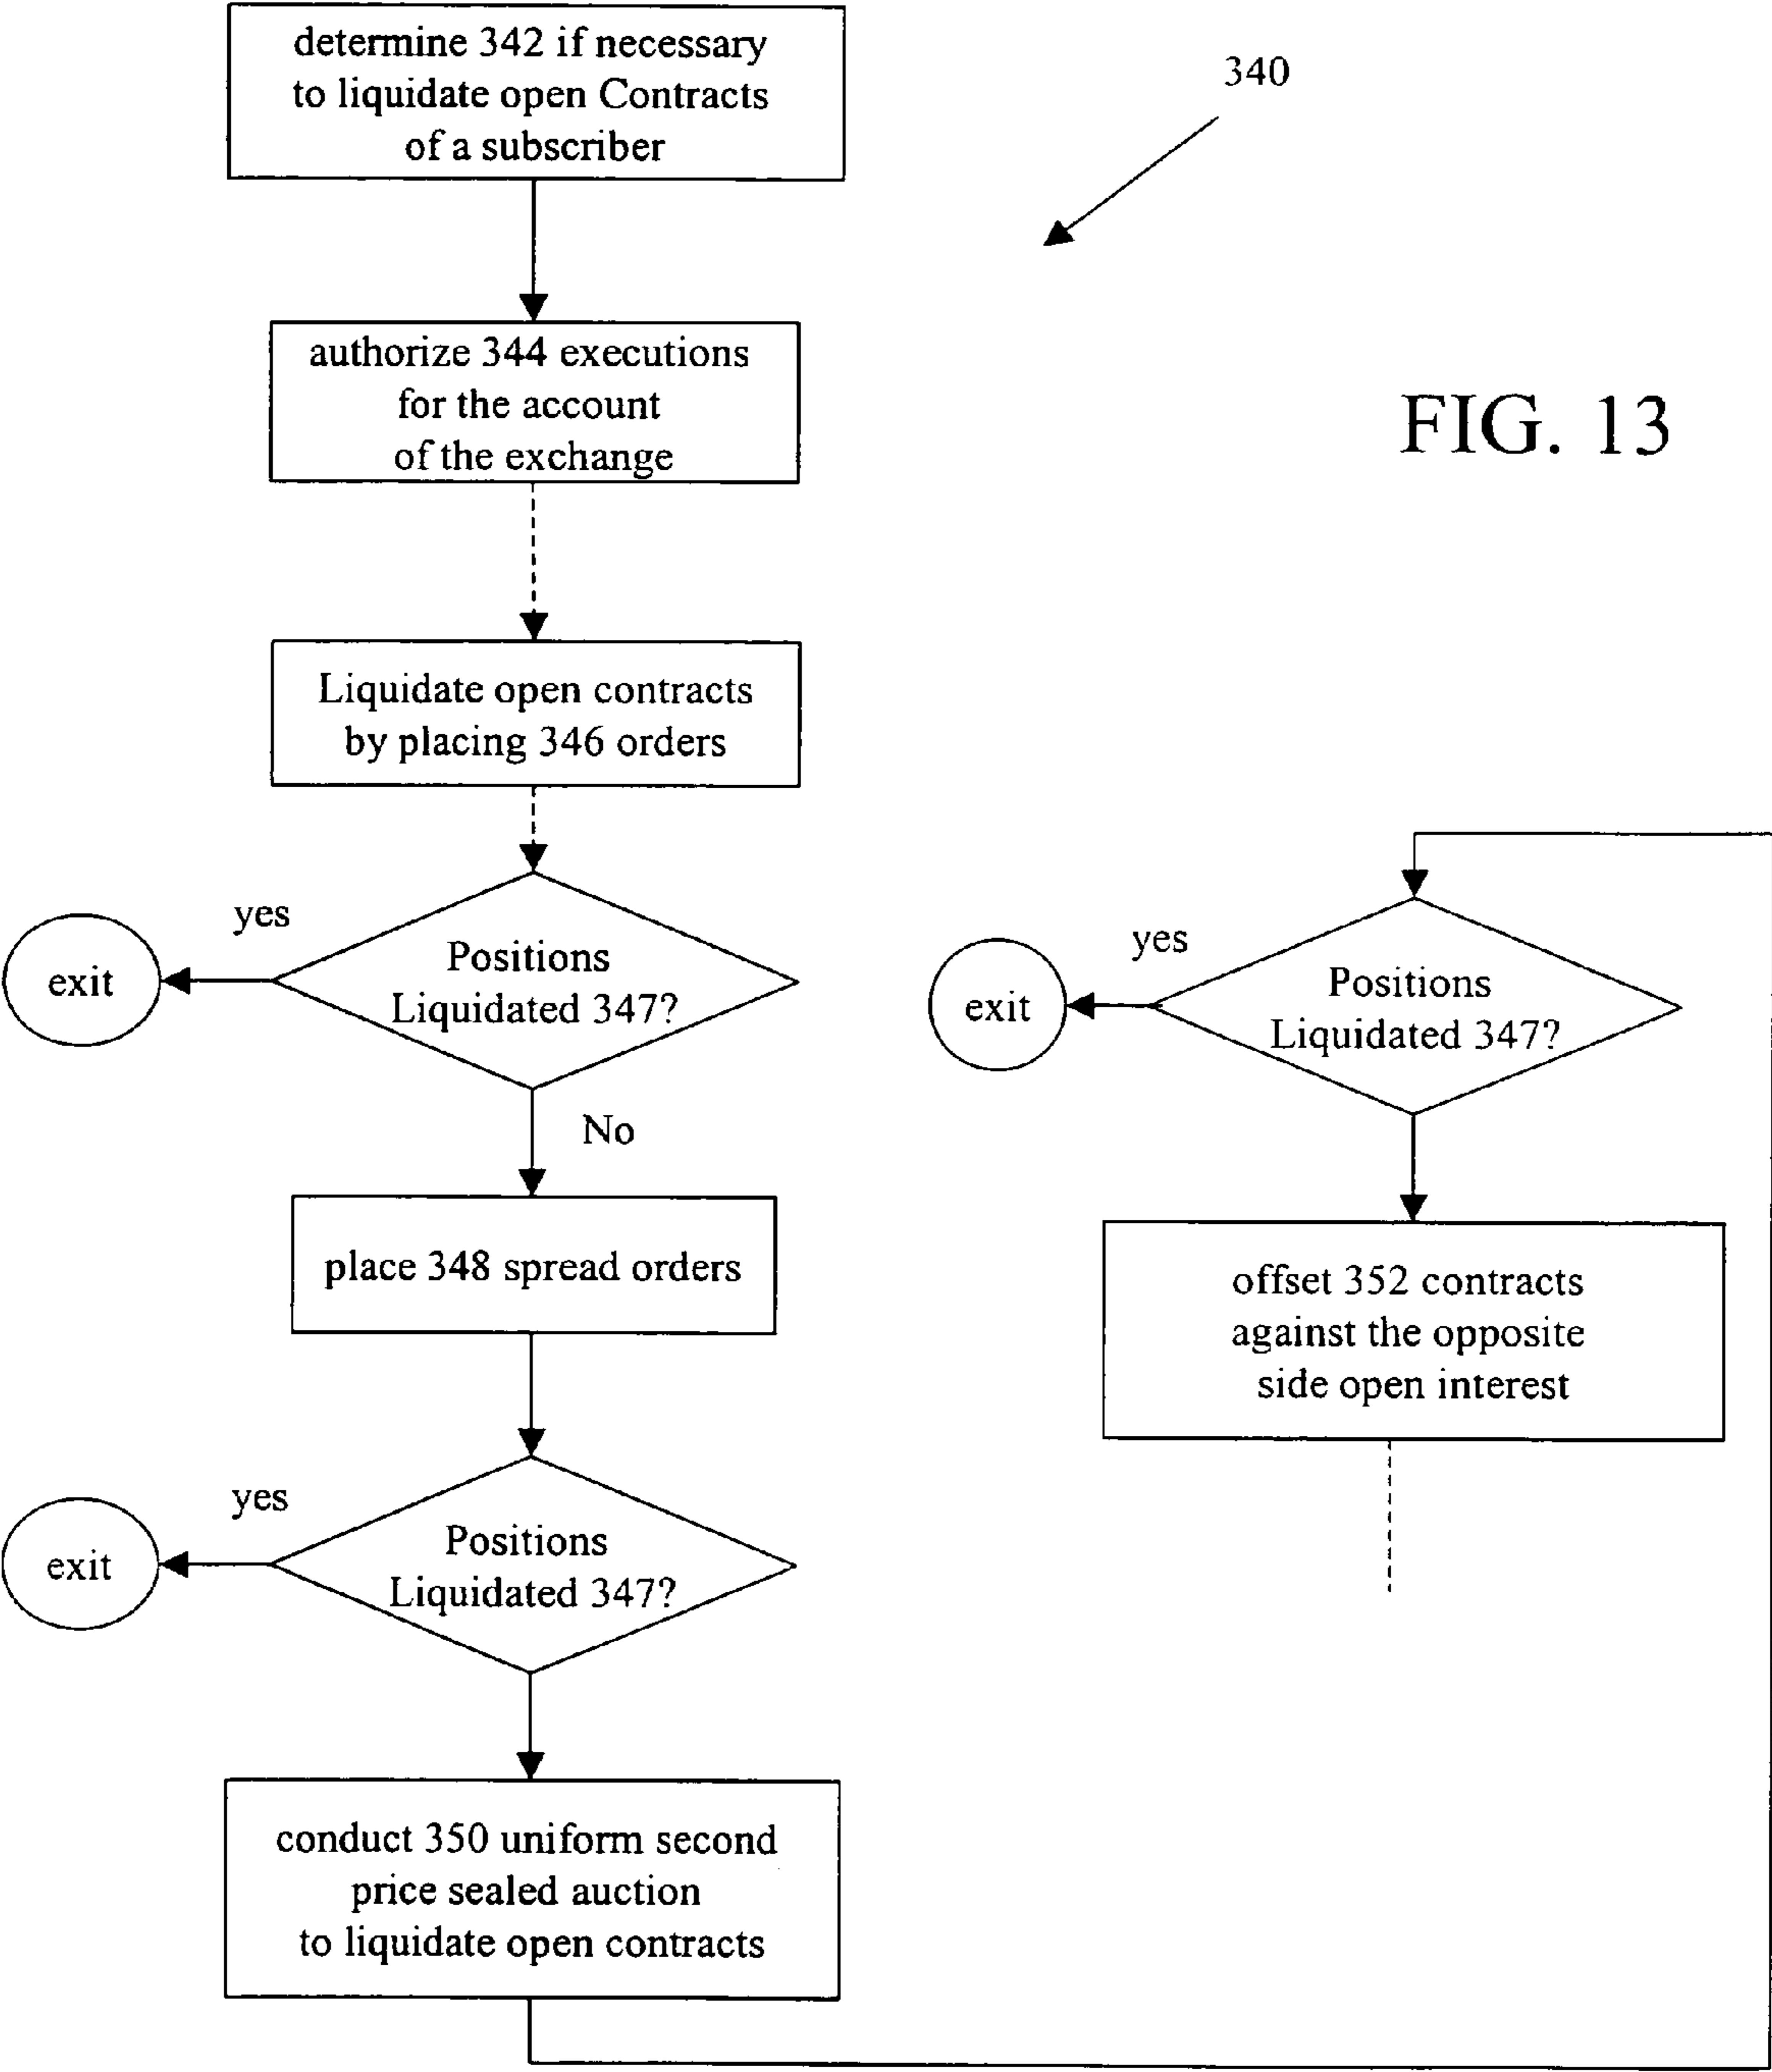 determine 342 if necessary
to liquidate open Contracts
of a subscriber
340
authorize 344 executions
for the account
of the exchange
FIG. 13
Liquidate open contracts
by placing 346 orders
yes
exit
Positions
Liquidated 347?
No
place 348 spread orders
yes
exit
Positions
Liquidated 347?
conduct 350 uniform second
price sealed auction
to liquidate open contracts
yes
exit
Positions
Liquidated 347?
offset 352 contracts
against the opposite
side open interest